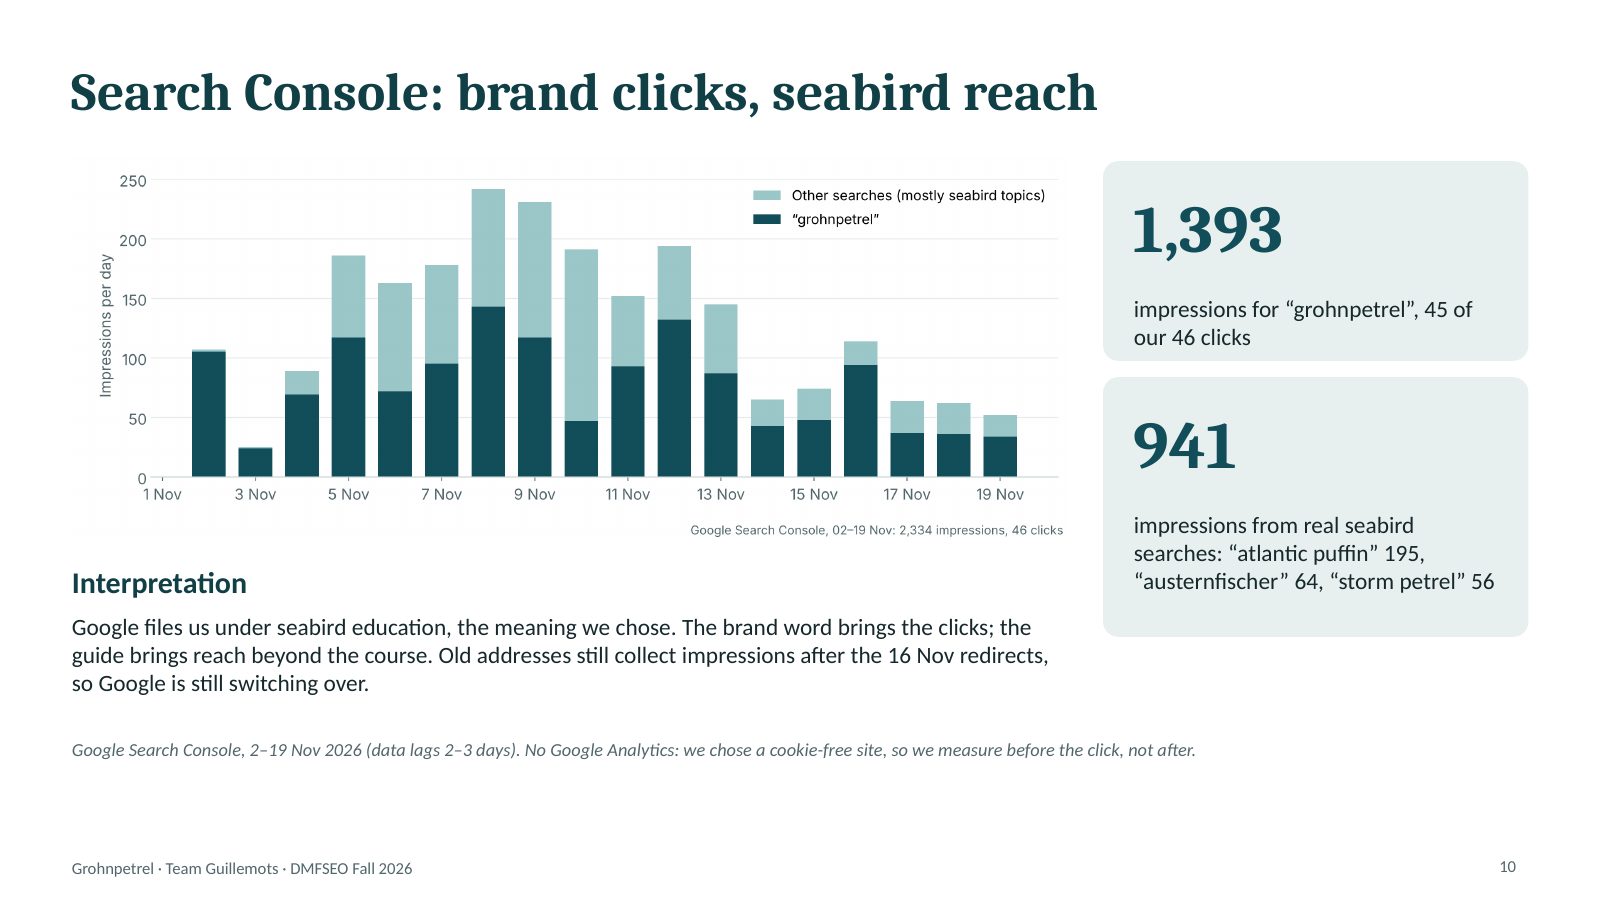 Search Console: brand clicks, seabird reach
Impressions per day
250
200
150
100
50
0
1 Nov
3 Nov
5 Nov
7 Nov
9 Nov
11 Nov
13 Nov
15 Nov
17 Nov
19 Nov
Other searches (mostly seabird topics)
“grohnpetrel”
Google Search Console, 02–19 Nov: 2,334 impressions, 46 clicks
1,393
impressions for “grohnpetrel”, 45 of
our 46 clicks
941
impressions from real seabird
searches: “atlantic puffin” 195,
“austernfischer” 64, “storm petrel” 56
Interpretation
Google files us under seabird education, the meaning we chose. The brand word brings the clicks; the
guide brings reach beyond the course. Old addresses still collect impressions after the 16 Nov redirects,
so Google is still switching over.
Google Search Console, 2–19 Nov 2026 (data lags 2–3 days). No Google Analytics: we chose a cookie-free site, so we measure before the click, not after.
Grohnpetrel · Team Guillemots · DMFSEO Fall 2026
10